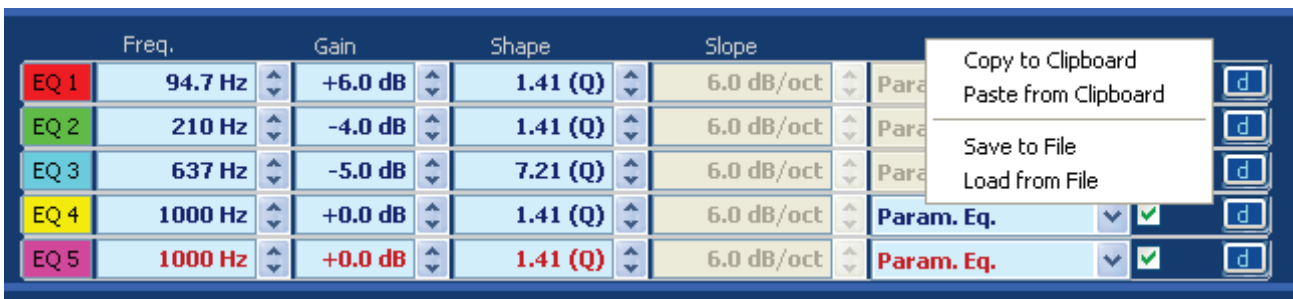 Freq. Gain Shape Slope
EQ 1 94.7 Hz +6.0 dB 1.41 (Q) 6.0 dB/oct Para d
EQ 2 210 Hz -4.0 dB 1.41 (Q) 6.0 dB/oct Para d
EQ 3 637 Hz -5.0 dB 7.21 (Q) 6.0 dB/oct Para d
EQ 4 1000 Hz +0.0 dB 1.41 (Q) 6.0 dB/oct Param. Eq. d
EQ 5 1000 Hz +0.0 dB 1.41 (Q) 6.0 dB/oct Param. Eq. d
Copy to Clipboard
Paste from Clipboard
Save to File
Load from File